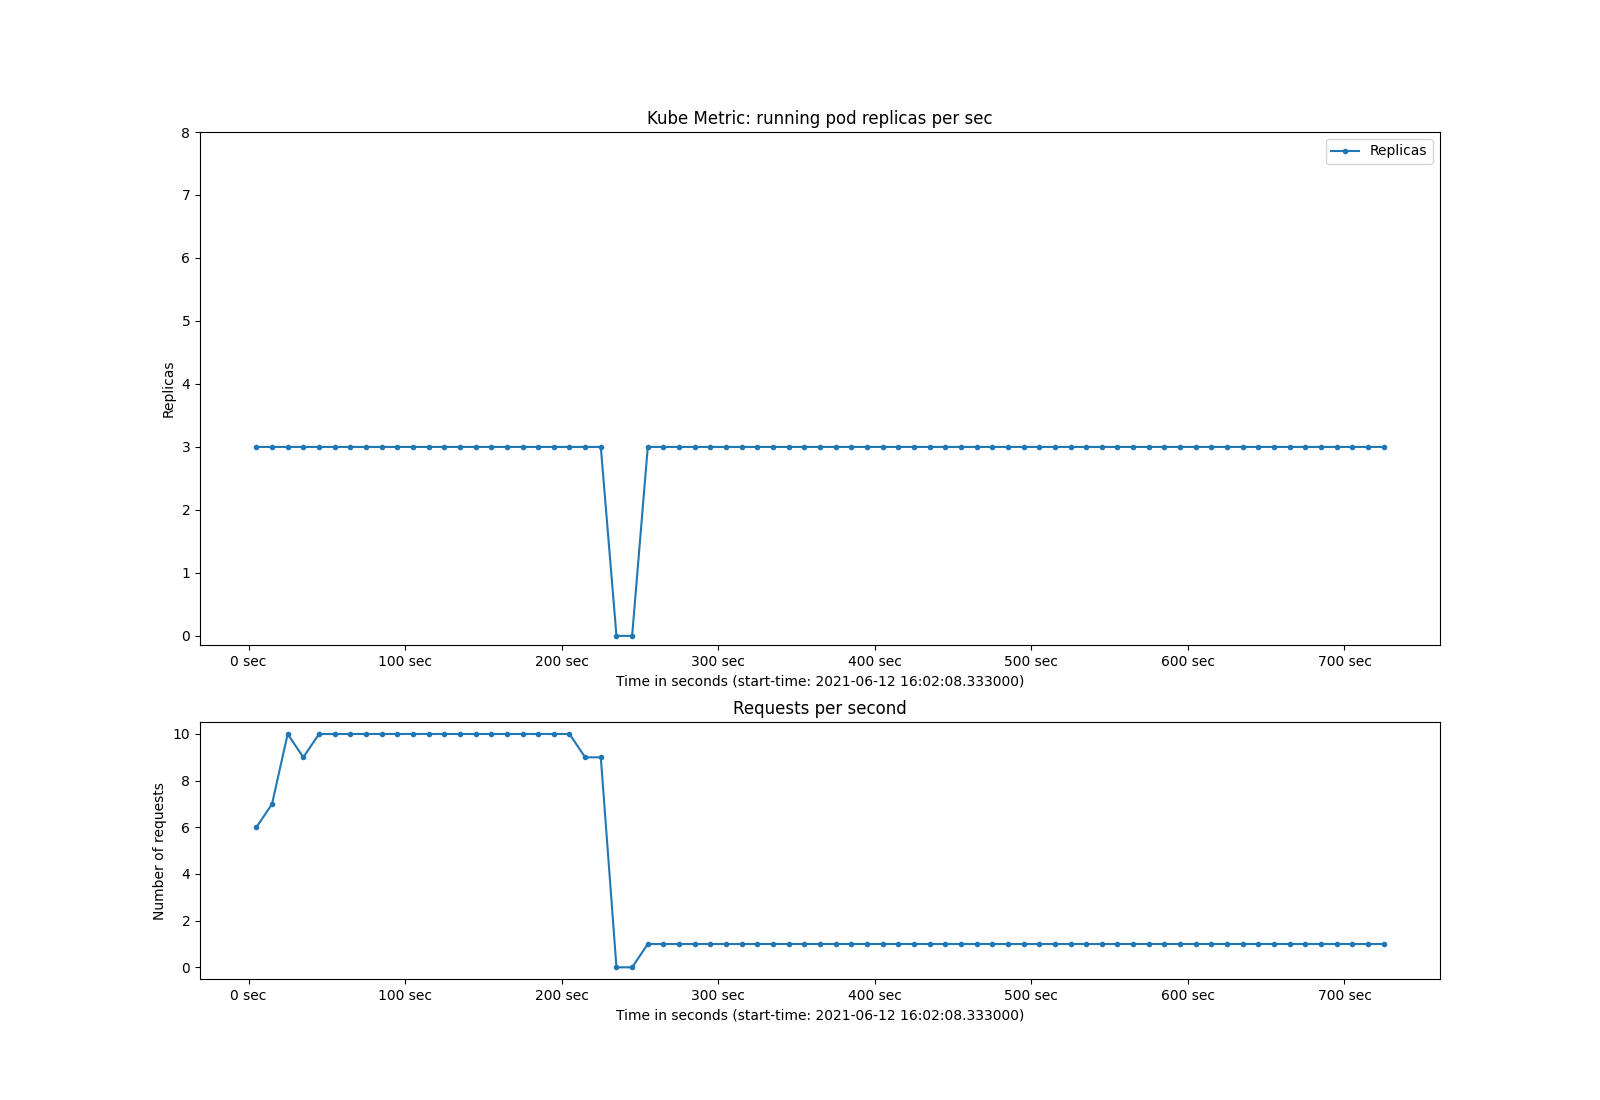 Kube Metric: running pod replicas per sec
8
7
6
5
4
3
2
1
0
Replicas
Replicas
0 sec 100 sec 200 sec 300 sec 400 sec 500 sec 600 sec 700 sec
Time in seconds (start-time: 2021-06-12 16:02:08.333000)
Requests per second
10
8
6
4
2
0
Number of requests
0 sec 100 sec 200 sec 300 sec 400 sec 500 sec 600 sec 700 sec
Time in seconds (start-time: 2021-06-12 16:02:08.333000)